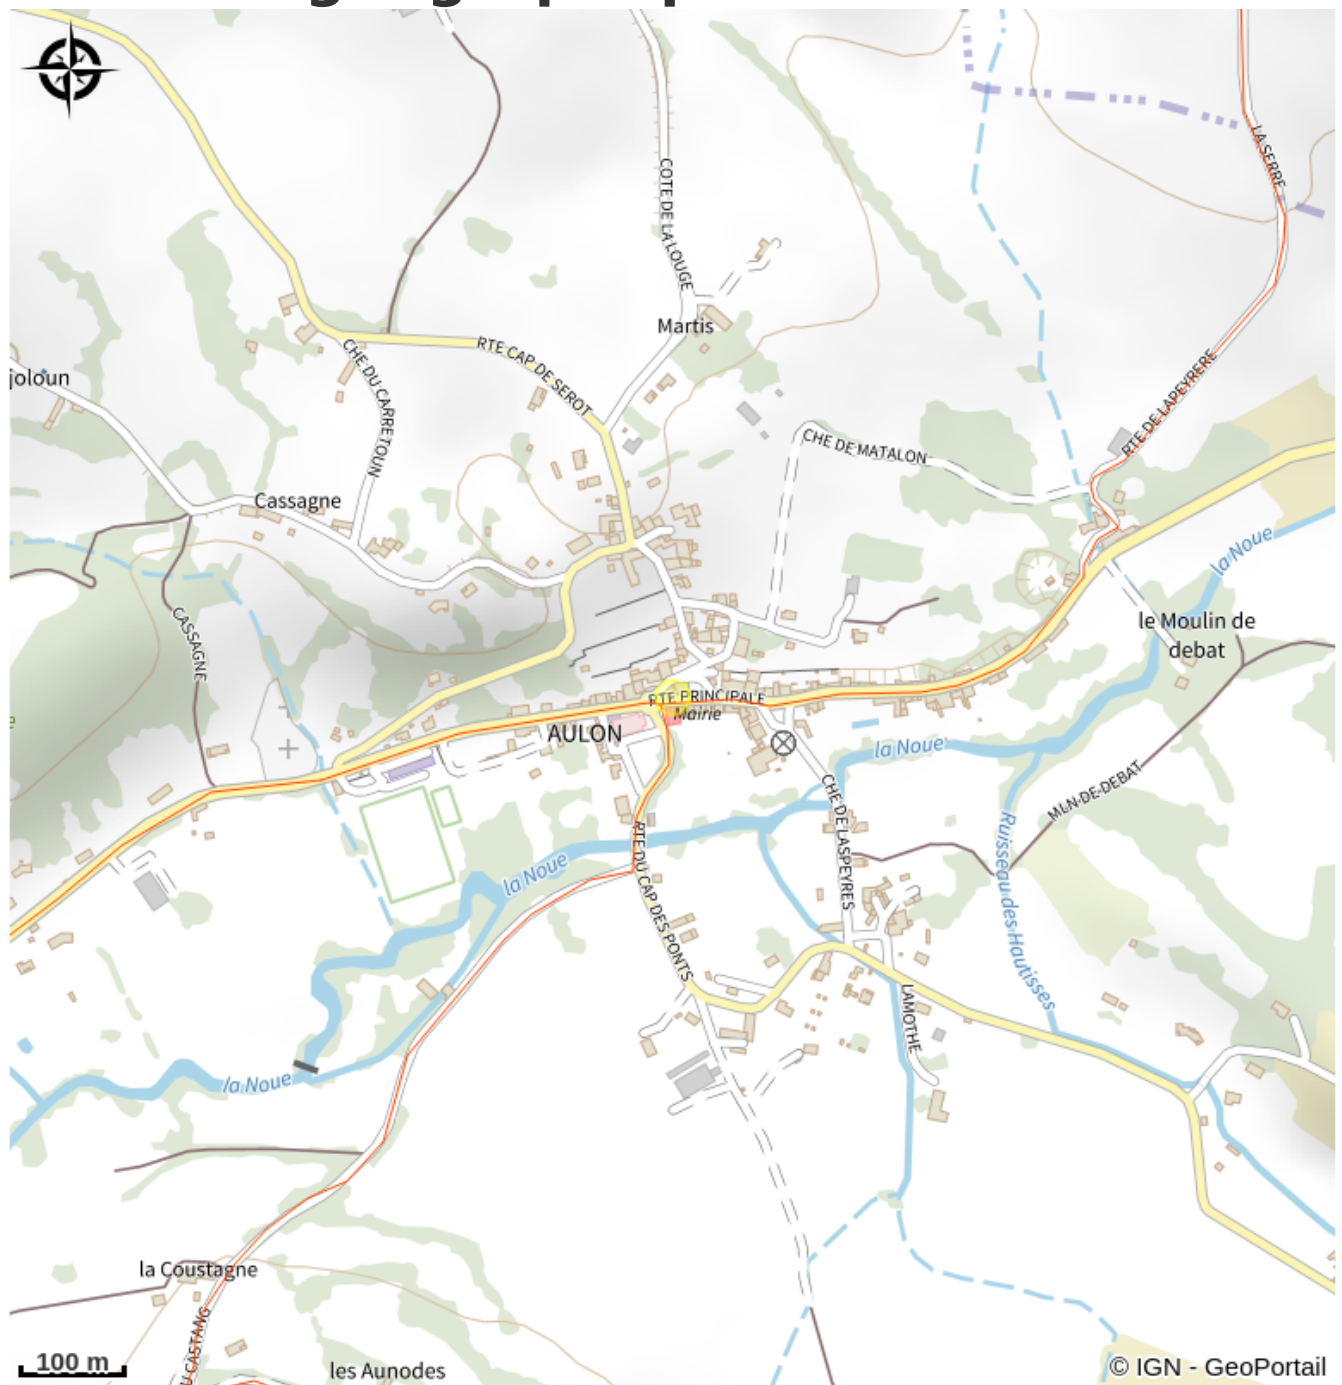 LA SERRE
COTE DE LA LOUGE
Martis
RTE CAP DE SEROT
CHE DU CARRETOUN
joloun
RTE DE LAPEYRERE
CHE DE MATALON
Cassagne
la Noue
CASSAGNE
le Moulin de
debat
RTE PRINCIPALE
Mairie
AULON
la Noue
CHE DE LASPEYRES
MLN DE DEBAT
Ruisseau des Hautisses
RTE DU CAP DES PONTS
la Noue
LAMOTHE
la Noue
la Coustagne
U CASTANG
les Aunodes
100 m
© IGN - GeoPortail